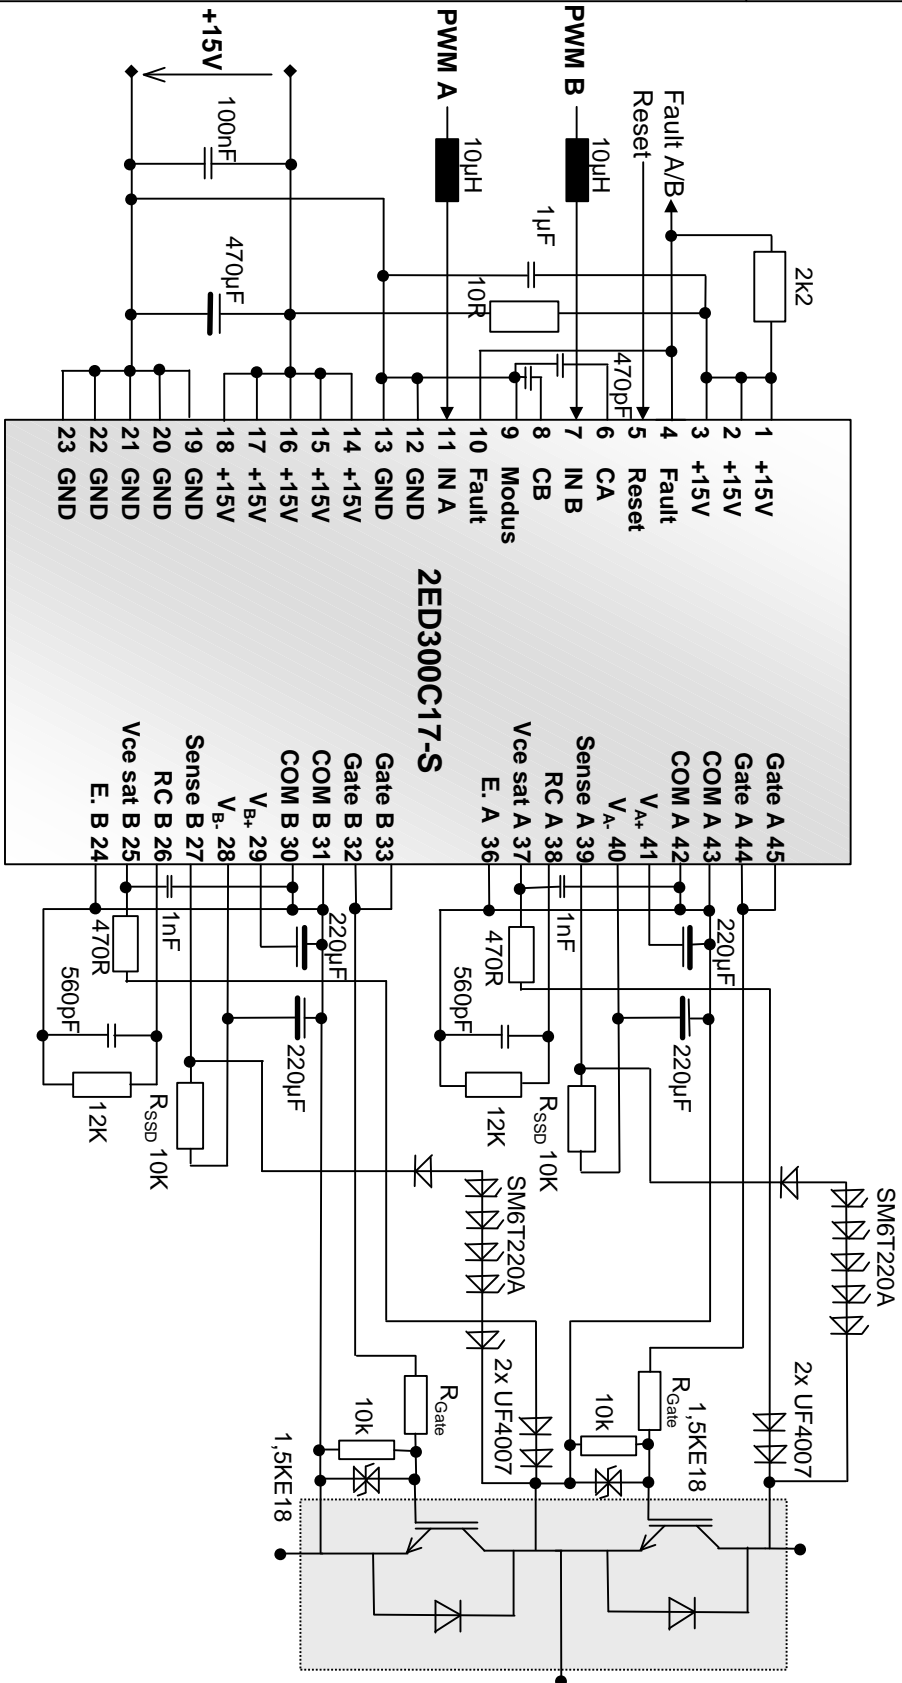 +15V
100nF
470µF
PWM A
10µH
PWM B
10µH
Fault A/B
Reset
1µF
10R
470pF
2k2
1 +15V
2 +15V
3 +15V
4 Fault
5 Reset
6 CA
7 IN B
8 CB
9 Modus
10 Fault
11 IN A
12 GND
13 GND
14 +15V
15 +15V
16 +15V
17 +15V
18 +15V
19 GND
20 GND
21 GND
22 GND
23 GND
2ED300C17-S
Gate A 45
Gate A 44
COM A 43
COM A 42
VA+ 41
VA- 40
Sense A 39
RC A 38
Vce sat A 37
E. A 36
Gate B 33
Gate B 32
COM B 31
COM B 30
VB+ 29
VB- 28
Sense B 27
RC B 26
Vce sat B 25
E. B 24
220µF
220µF
1nF
470R
560pF
12K
RSSD 10K
SM6T220A
2x UF4007
RGate
10k
1,5KE18
220µF
220µF
1nF
470R
560pF
12K
RSSD 10K
SM6T220A
2x UF4007
RGate
10k
1,5KE18